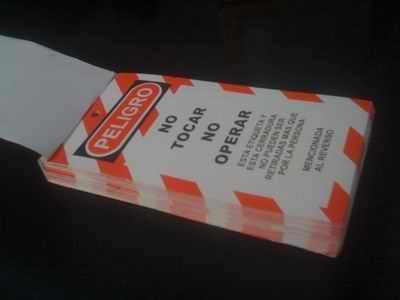 PELIGRO
NO
TOCAR
NO
OPERAR
ESTA ETIQUETA Y
ESTA CERRADURA
NO PUEDEN SER
RETIRADAS MAS QUE
POR LA PERSONA
MENCIONADA
AL REVERSO